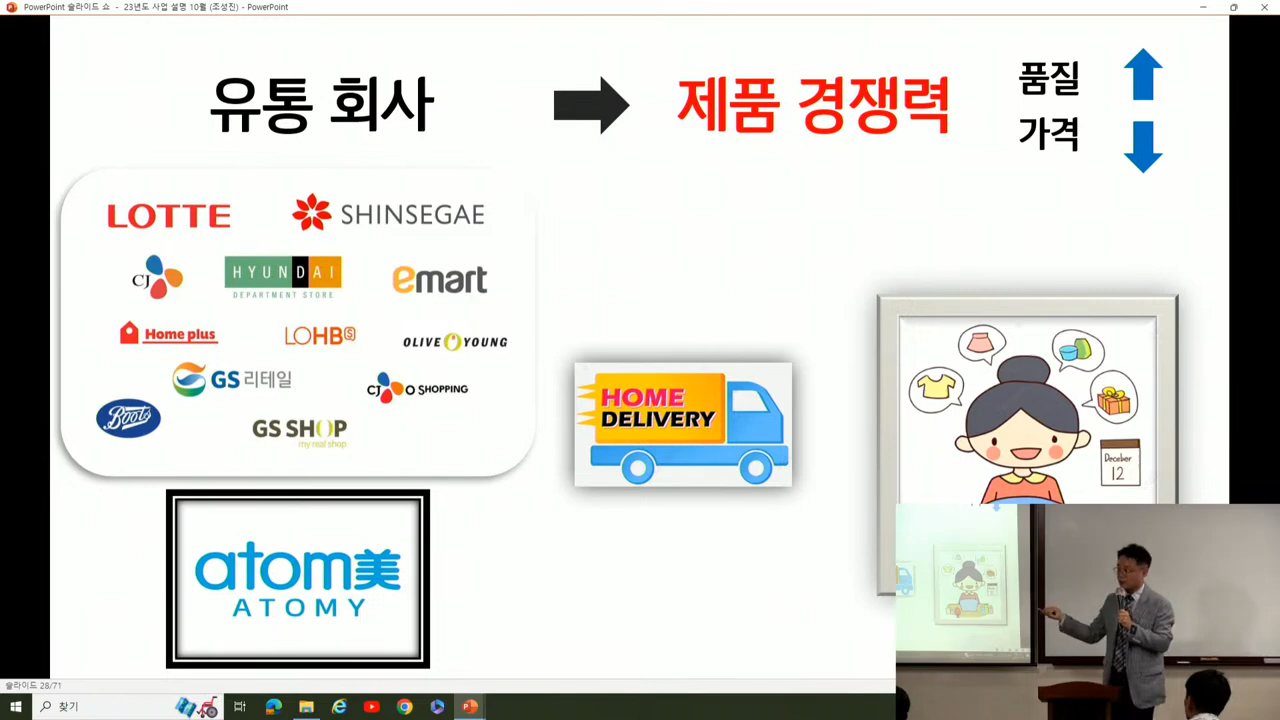 PowerPoint 슬라이드 쇼 - 23년도 사업 설명 10월 (조성진) - PowerPoint
유통 회사
제품 경쟁력
품질
가격
LOTTE
SHINSEGAE
CJ
HYUNDAI
DEPARTMENT STORE
emart
Home plus
LOHBS
OLIVE YOUNG
GS리테일
CJ O SHOPPING
Boots
GS SHOP
my real shop
HOME
DELIVERY
December
12
atom美
ATOMY
슬라이드 28/71
찾기